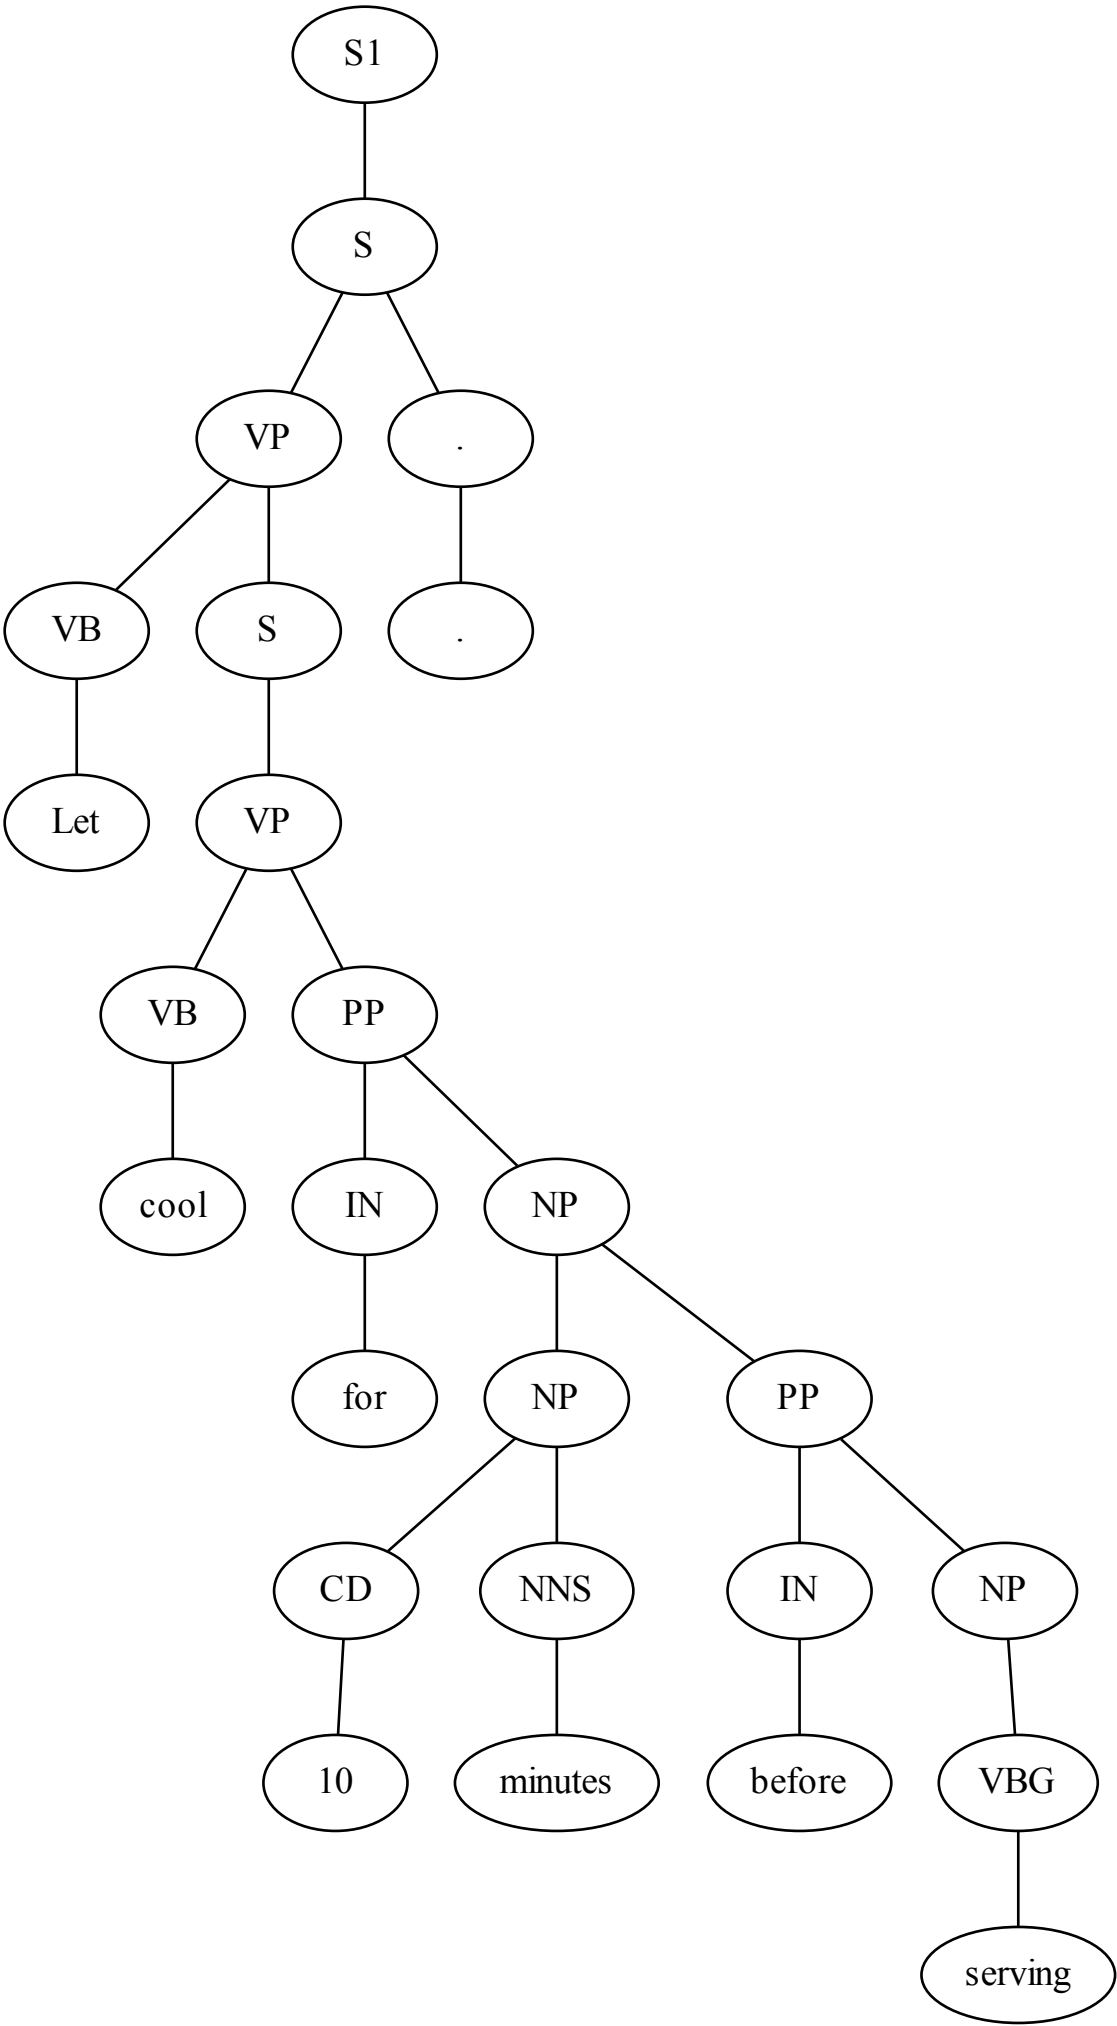 S1
S
VP .
VB S .
Let VP
VB PP
cool IN NP
for NP PP
CD NNS IN NP
10 minutes before VBG
serving